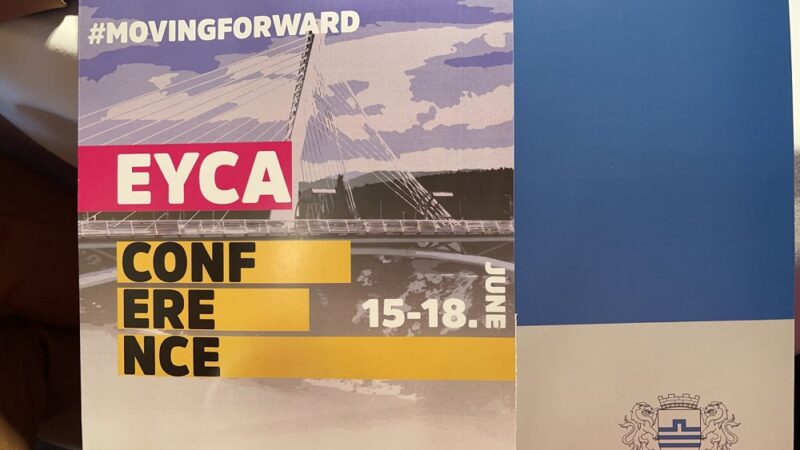 #MOVINGFORWARD
EYCA
CONF
ERE
NCE
15-18.
JUNE